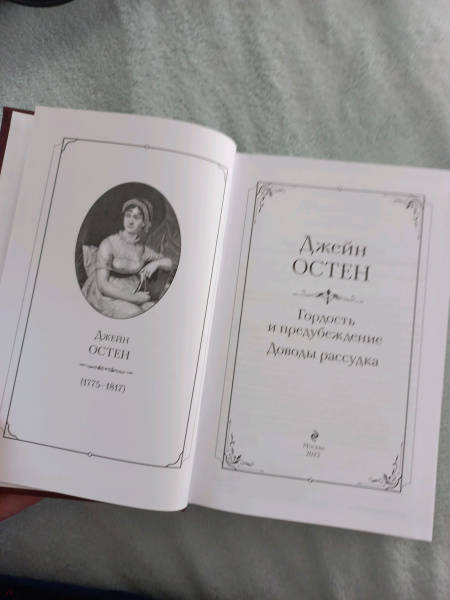 Джейн
ОСТЕН
(1775–1817)
Джейн
ОСТЕН
Гордость
и предубеждение
Доводы рассудка
Москва